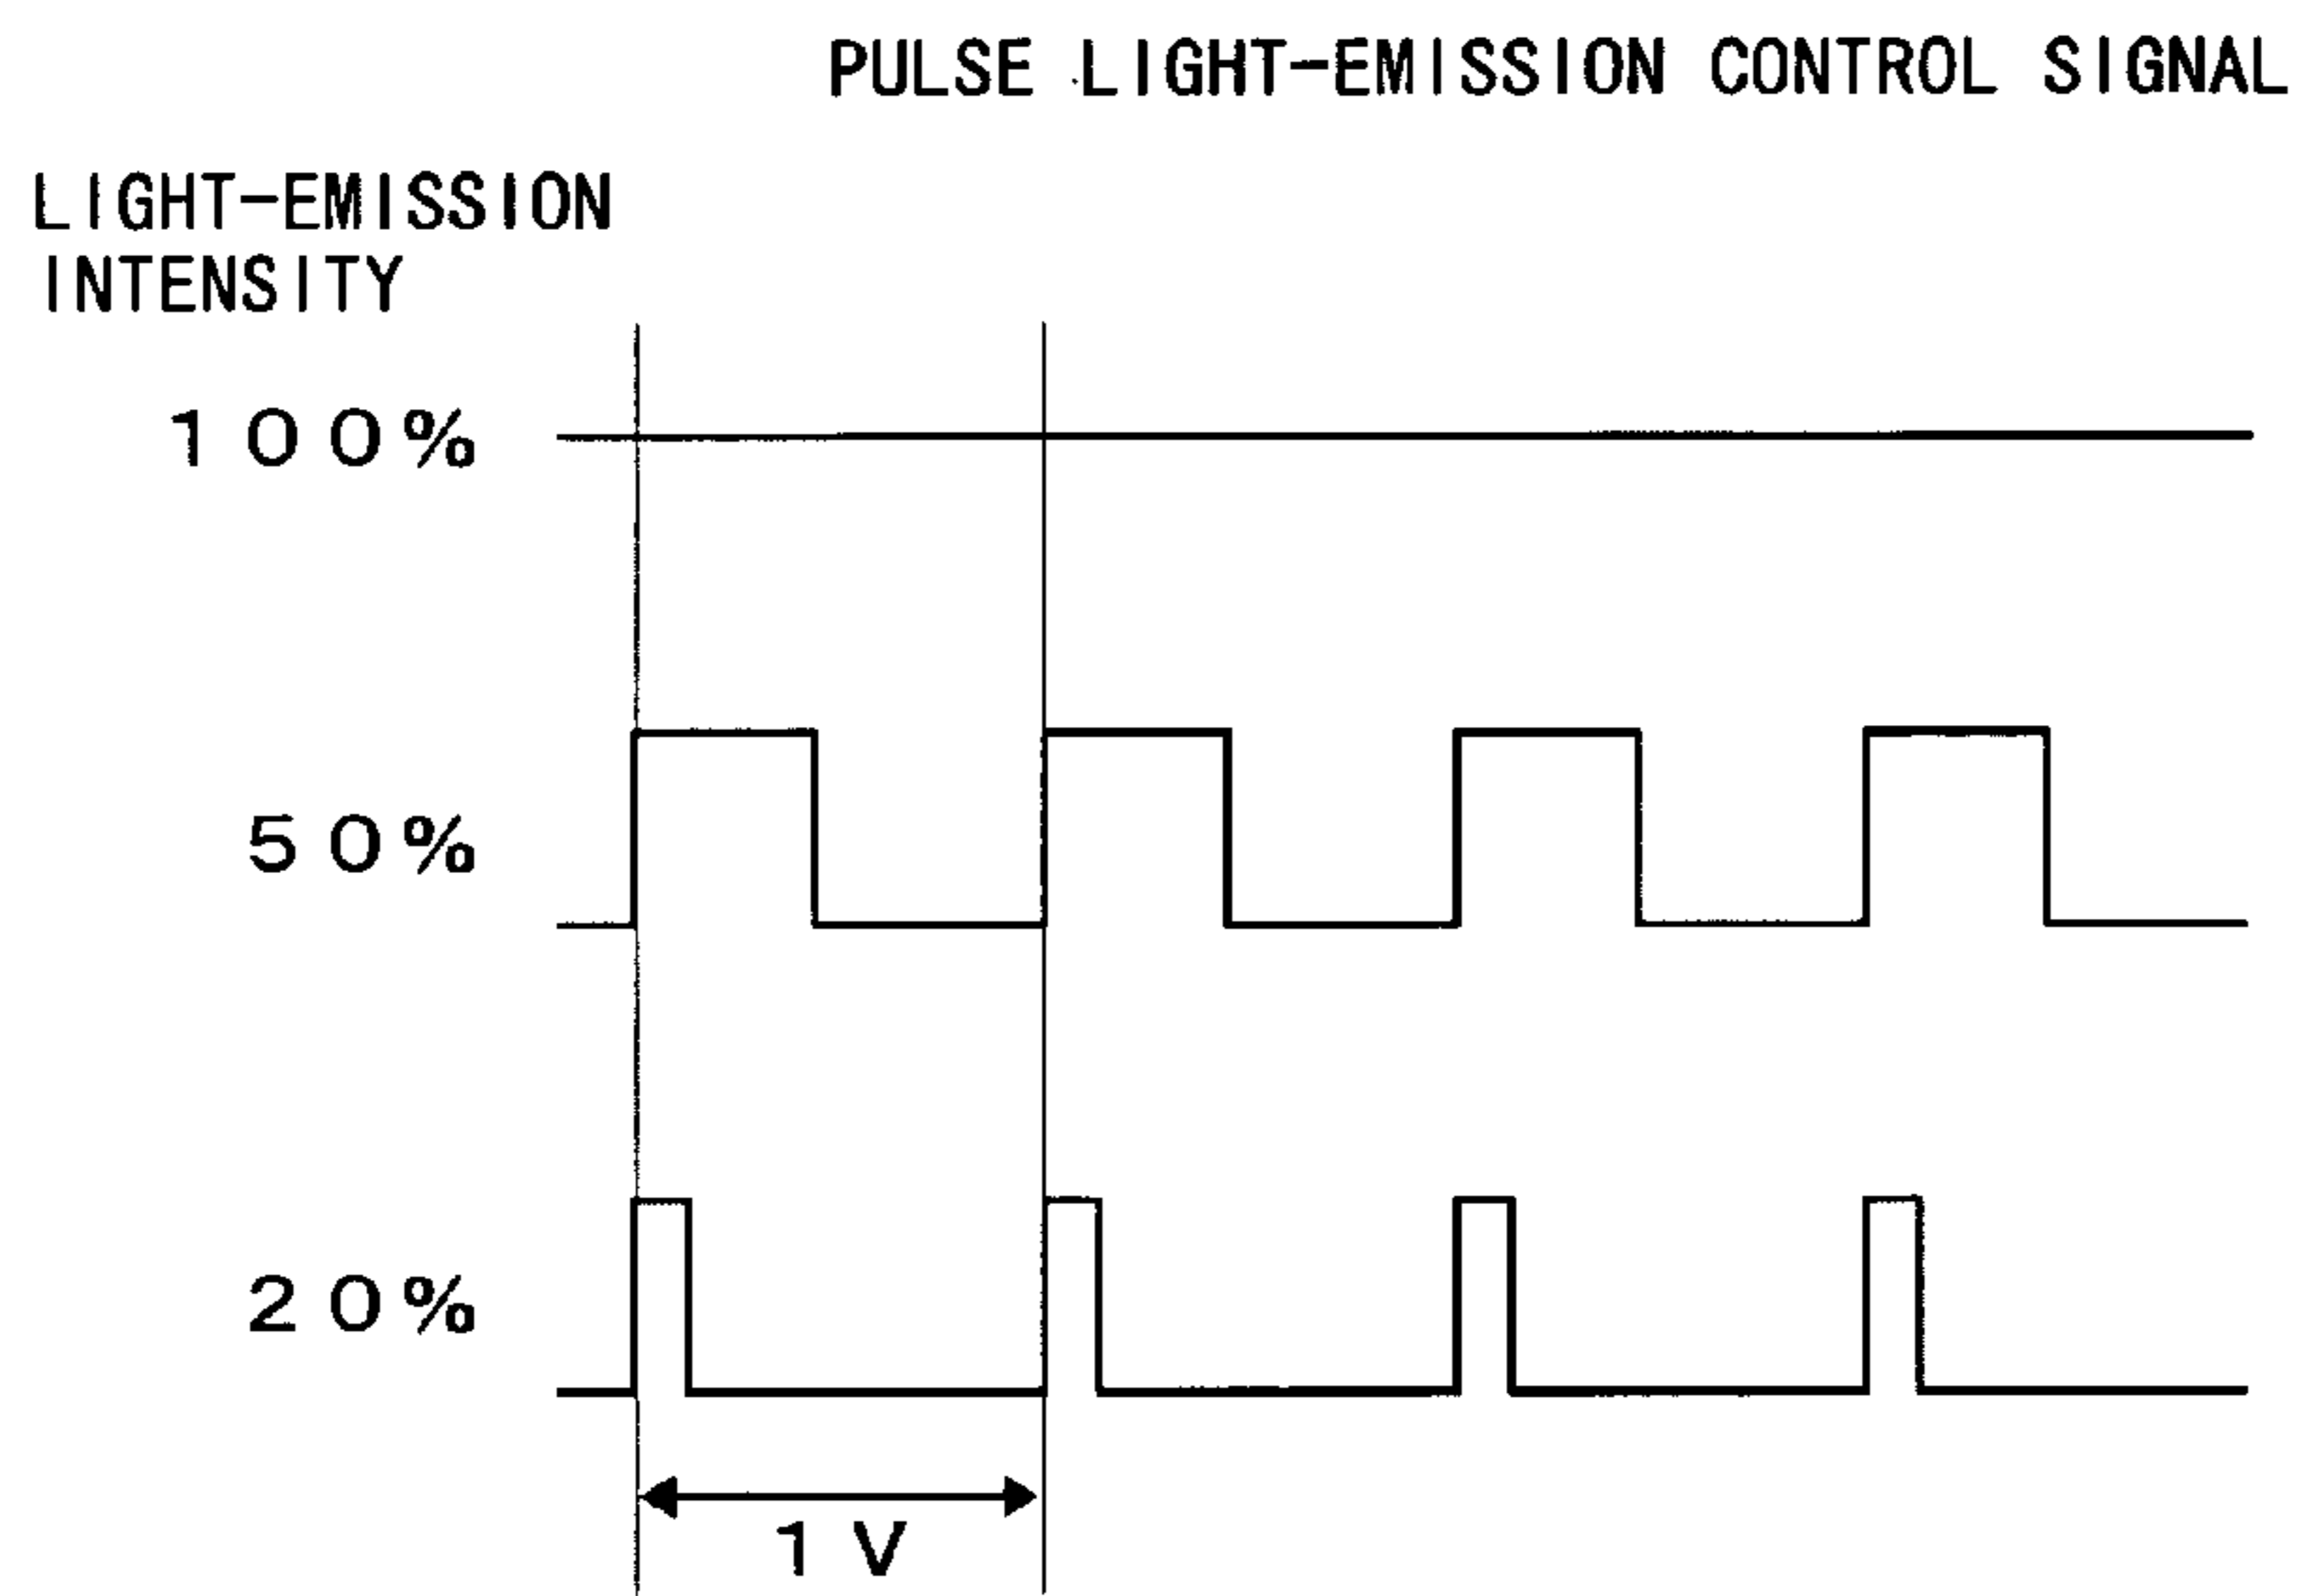 PULSE LIGHT-EMISSION CONTROL SIGNAL
LIGHT-EMISSION
INTENSITY
100%
50%
20%
1V